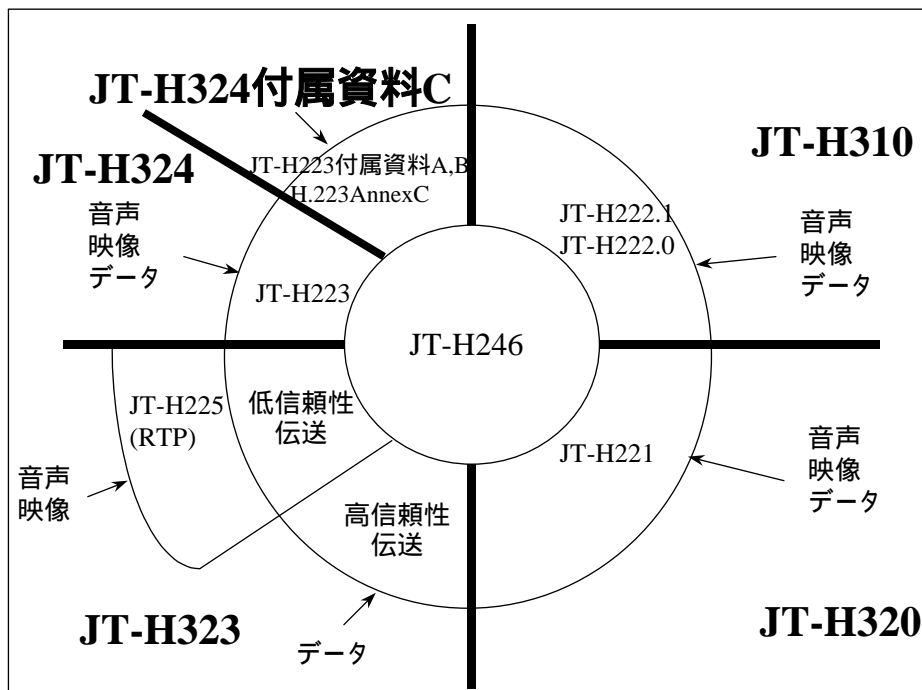 JT-H324付属資料C
JT-H310
JT-H324
JT-H223付属資料A,B
H.223AnnexC
音声
映像
データ
JT-H222.1
JT-H222.0
音声
映像
データ
JT-H223
JT-H246
JT-H225
(RTP)
低信頼性
伝送
音声
映像
JT-H221
音声
映像
データ
高信頼性
伝送
JT-H323
データ
JT-H320